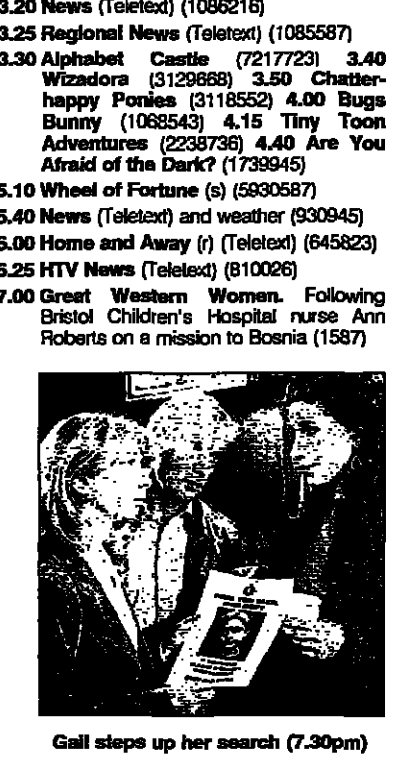 3.20 News (Teletext) (1086216)
3.25 Regional News (Teletext) (1085587)
3.30 Alphabet Castle (7217723) 3.40
Wizadora (3129668) 3.50 Chatter-
happy Ponies (3118552) 4.00 Bugs
Bunny (1068543) 4.15 Tiny Toon
Adventures (2238736) 4.40 Are You
Afraid of the Dark? (1739945)
5.10 Wheel of Fortune (s) (5930587)
5.40 News (Teletext) and weather (930945)
6.00 Home and Away (r) (Teletext) (645823)
6.25 HTV News (Teletext) (810026)
7.00 Great Western Women. Following
Bristol Children's Hospital nurse Ann
Roberts on a mission to Bosnia (1587)
Gail steps up her search (7.30pm)